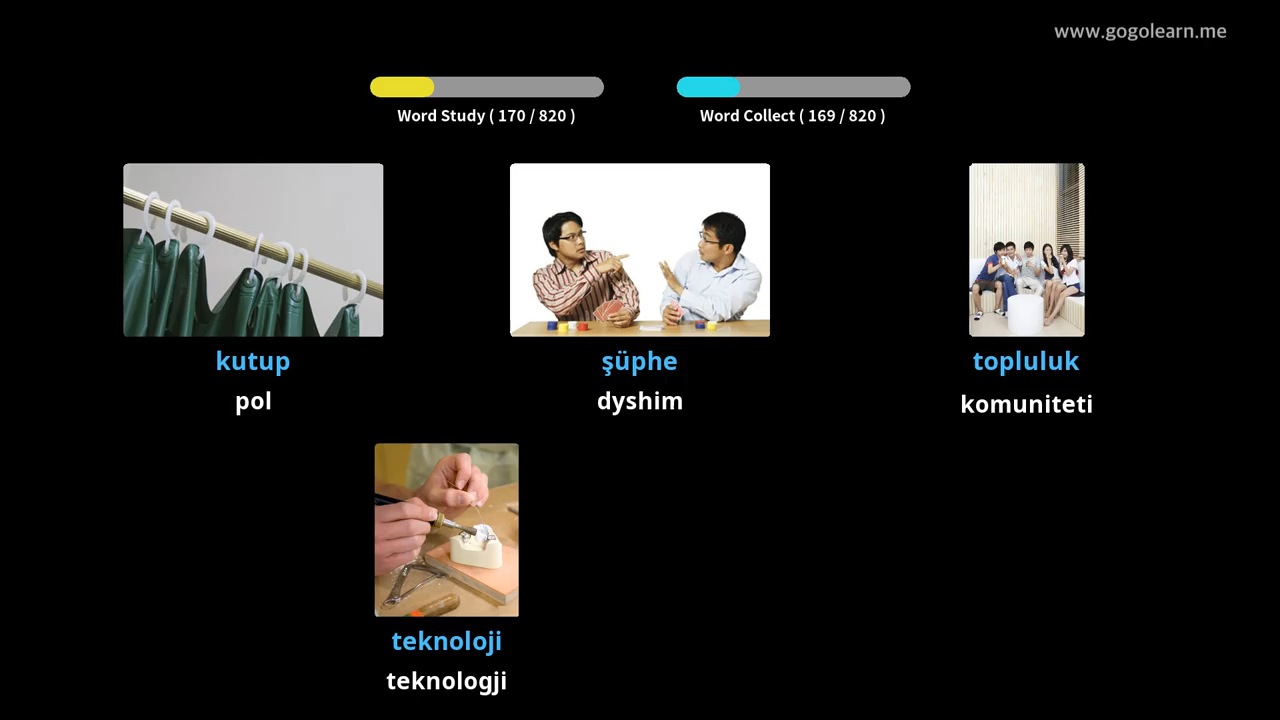 www.gogolearn.me
Word Study ( 170 / 820 )
Word Collect ( 169 / 820 )
kutup
pol
şüphe
dyshim
topluluk
komuniteti
teknoloji
teknologji